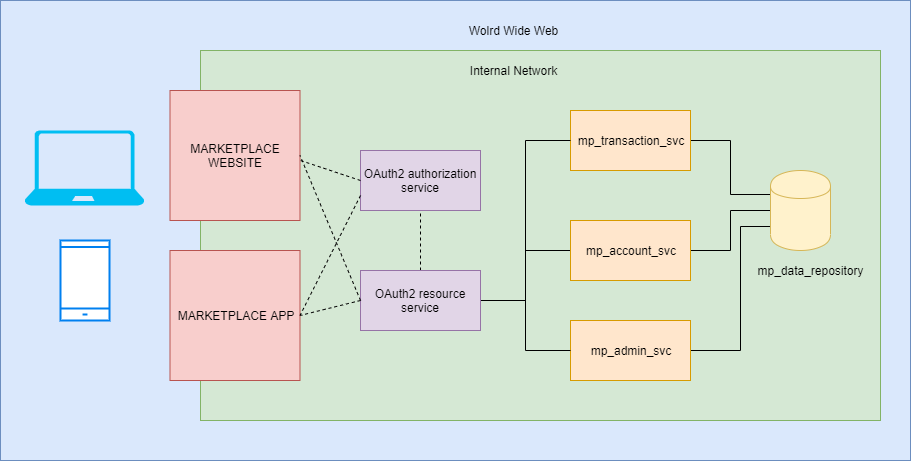 Wolrd Wide Web
Internal Network
MARKETPLACE
WEBSITE
MARKETPLACE APP
OAuth2 authorization
service
OAuth2 resource
service
mp_transaction_svc
mp_account_svc
mp_admin_svc
mp_data_repository